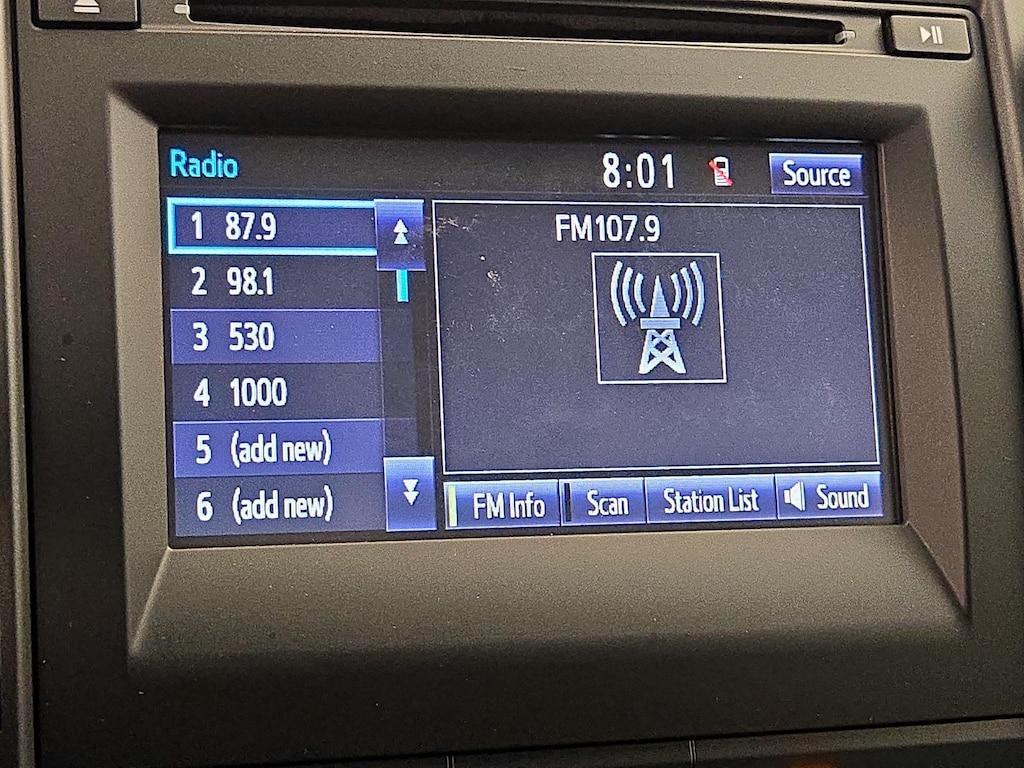 Radio
8:01
Source
1 87.9
2 98.1
3 530
4 1000
5 (add new)
6 (add new)
FM107.9
FM Info
Scan
Station List
Sound